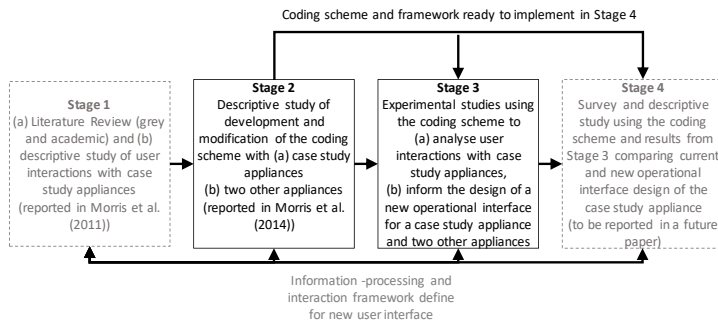 Coding scheme and framework ready to implement in Stage 4
Stage 1
(a) Literature Review (grey
and academic) and (b)
descriptive study of user
interactions with case
study appliances
(reported in Morris et al.
(2011))
Stage 2
Descriptive study of
development and
modification of the coding
scheme with (a) case study
appliances
(b) two other appliances
(reported in Morris et al.
(2014))
Stage 3
Experimental studies using
the coding scheme to
(a) analyse user
interactions with case
study appliances,
(b) inform the design of a
new operational interface
for a case study appliance
and two other appliances
Stage 4
Survey and descriptive
study using the coding
scheme and results from
Stage 3 comparing current
and new operational
interface design of the
case study appliance
(to be reported in a future
paper)
Information -processing and
interaction framework define
for new user interface